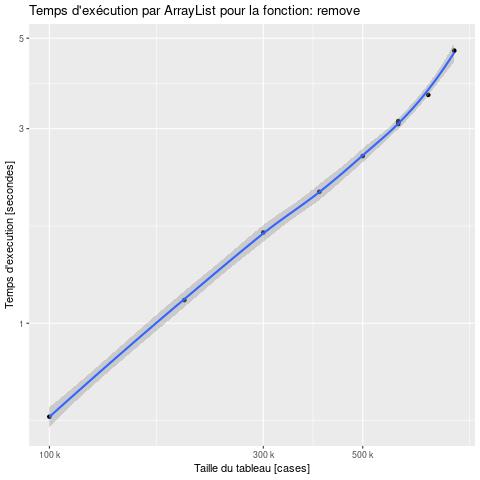 Temps d'exécution par ArrayList pour la fonction: remove
5
3
1
Temps d'execution [secondes]
100 k
300 k
500 k
Taille du tableau [cases]